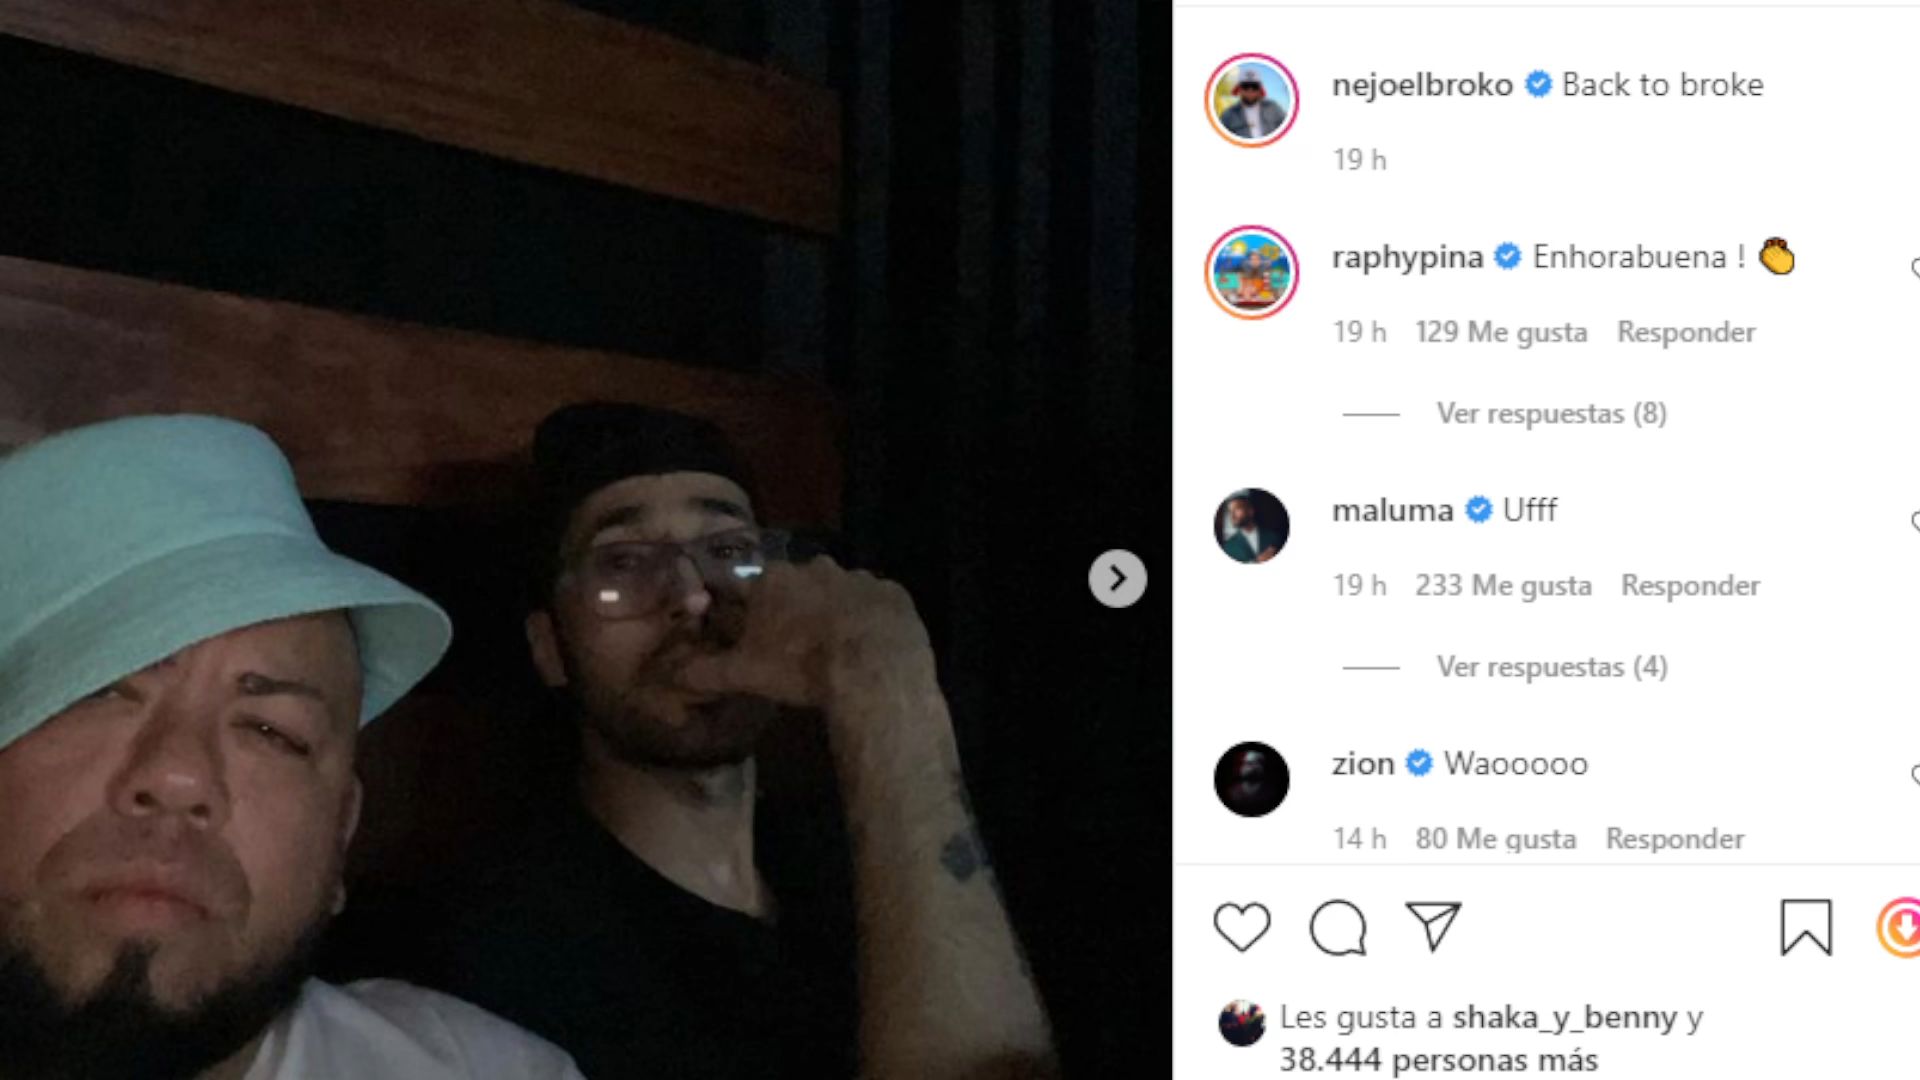 nejoelbroko Back to broke
19 h
raphypina Enhorabuena ! 👏
19 h 129 Me gusta Responder
Ver respuestas (8)
maluma Ufff
19 h 233 Me gusta Responder
Ver respuestas (4)
zion Waooooo
14 h 80 Me gusta Responder
Les gusta a shaka_y_benny y
38.444 personas más